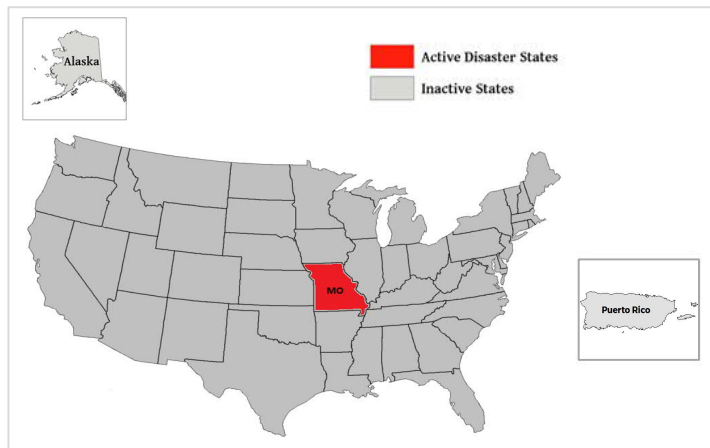 Alaska
Active Disaster States
Inactive States
MO
Puerto Rico